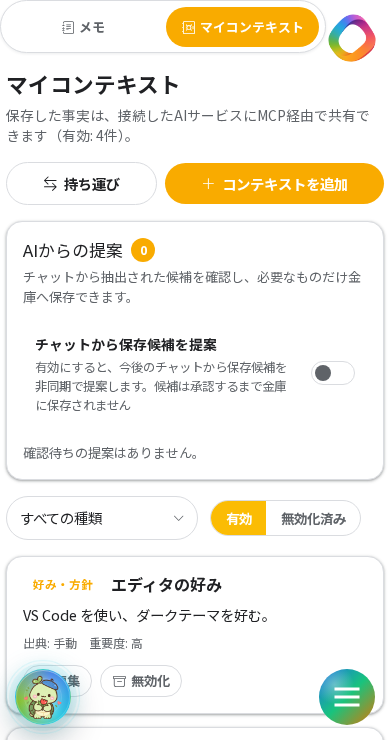 メモ
マイコンテキスト
マイコンテキスト
保存した事実は、接続したAIサービスにMCP経由で共有で
きます（有効: 4件）。
持ち運び
コンテキストを追加
AIからの提案 0
チャットから抽出された候補を確認し、必要なものだけ金
庫へ保存できます。
チャットから保存候補を提案
有効にすると、今後のチャットから保存候補を
非同期で提案します。候補は承認するまで金庫
に保存されません
確認待ちの提案はありません。
すべての種類
有効
無効化済み
好み・方針 エディタの好み
VS Code を使い、ダークテーマを好む。
出典: 手動 重要度: 高
集
無効化